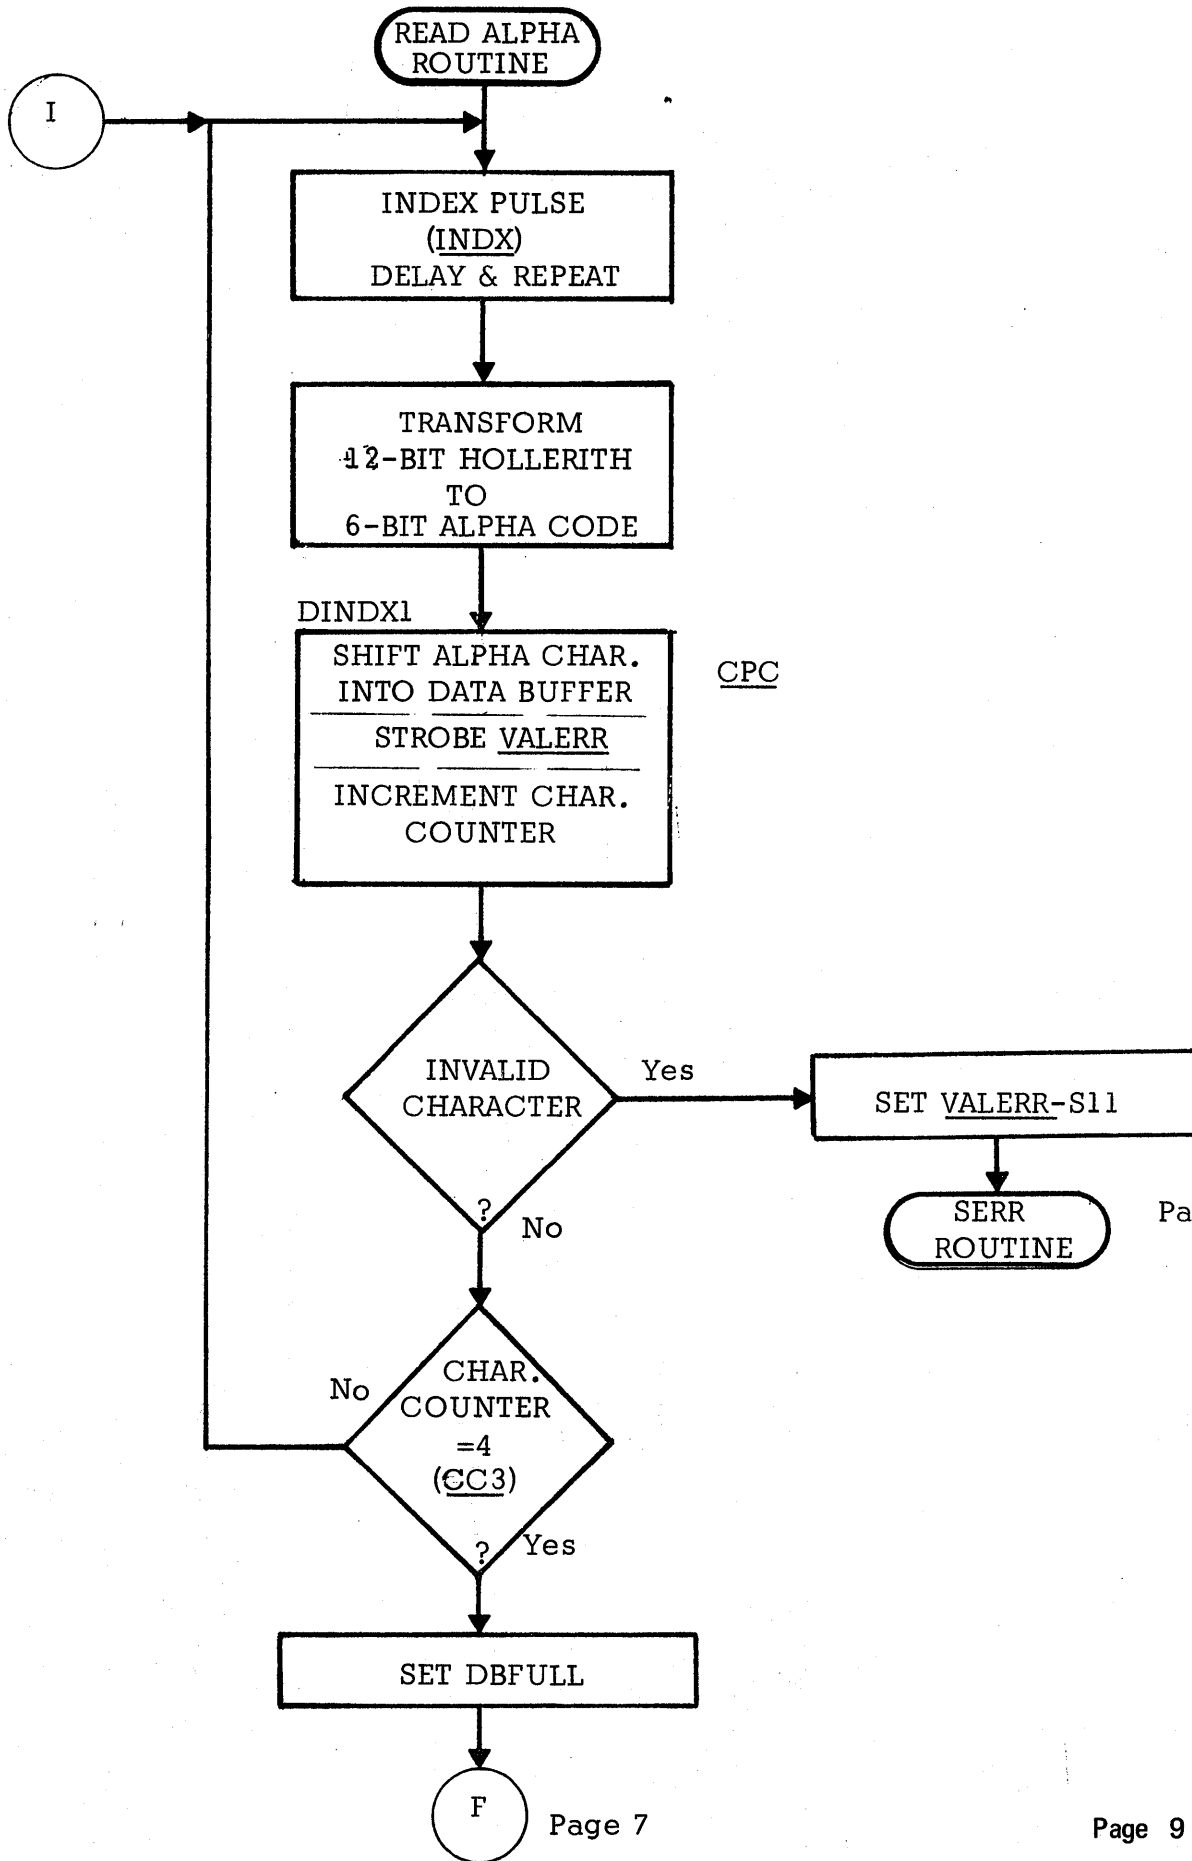 READ ALPHA
ROUTINE
I
INDEX PULSE
(INDX)
DELAY & REPEAT
TRANSFORM
12-BIT HOLLERITH
TO
6-BIT ALPHA CODE
DINDX1
SHIFT ALPHA CHAR.
INTO DATA BUFFER
CPC
STROBE VALERR
INCREMENT CHAR.
COUNTER
INVALID
CHARACTER
?
Yes
SET VALERR-S11
SERR
ROUTINE
Pa
No
CHAR.
COUNTER
=4
(CC3)
?
No
Yes
SET DBFULL
F
Page 7
Page 9